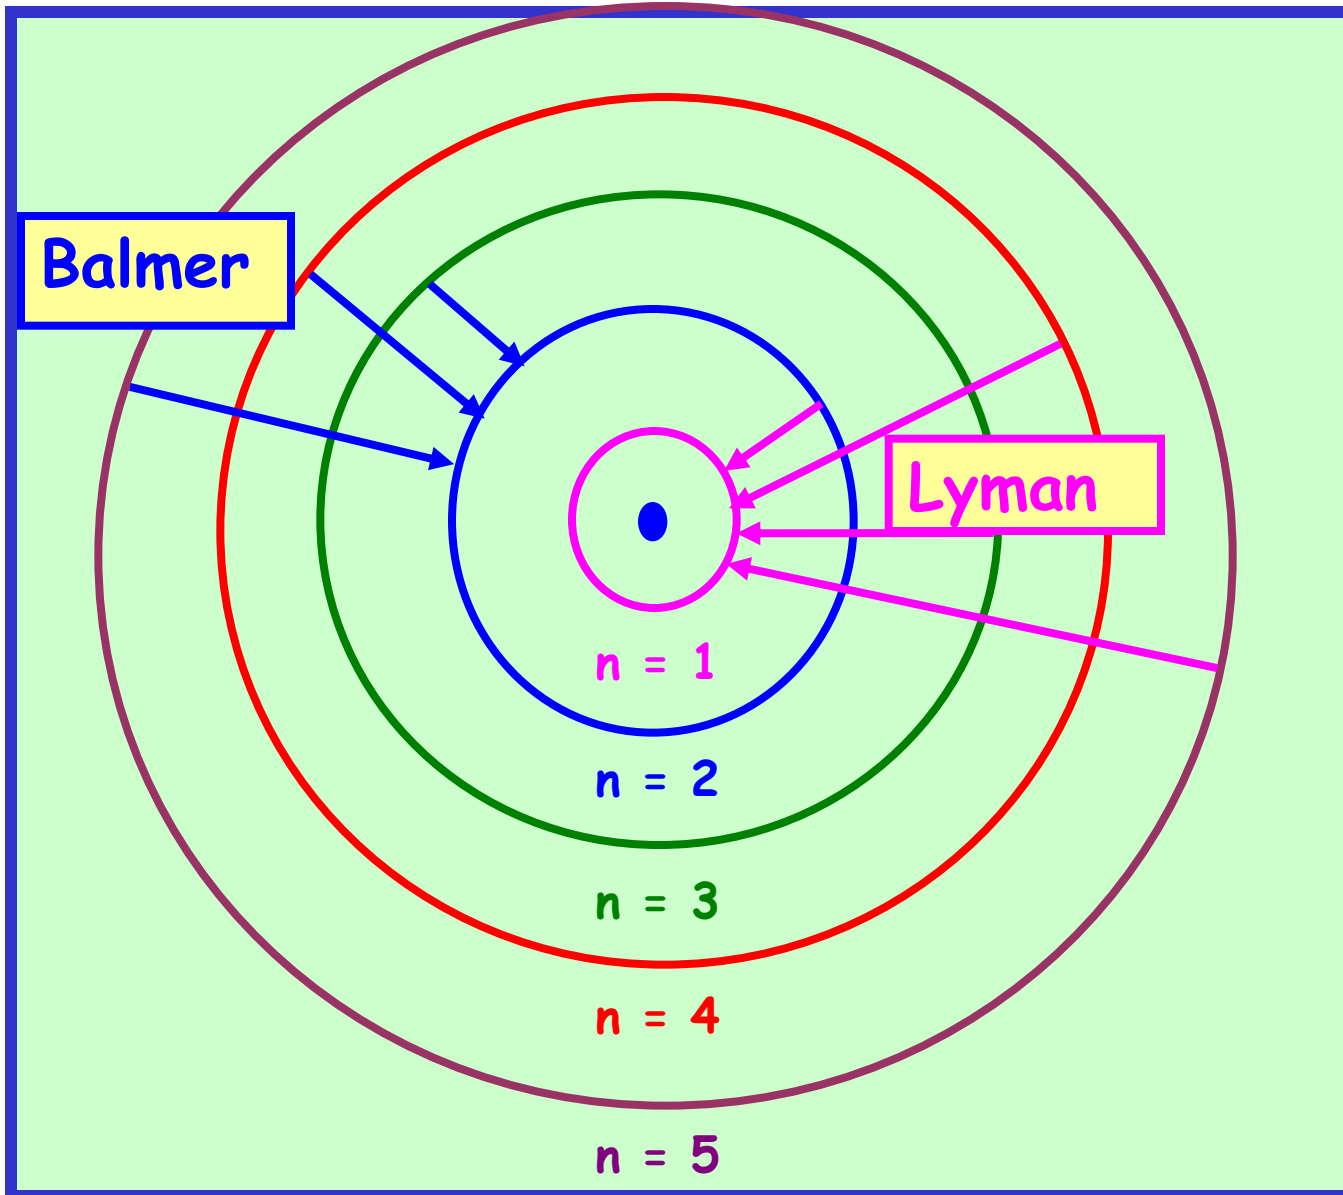 Balmer
Lyman
n = 1
n = 2
n = 3
n = 4
n = 5